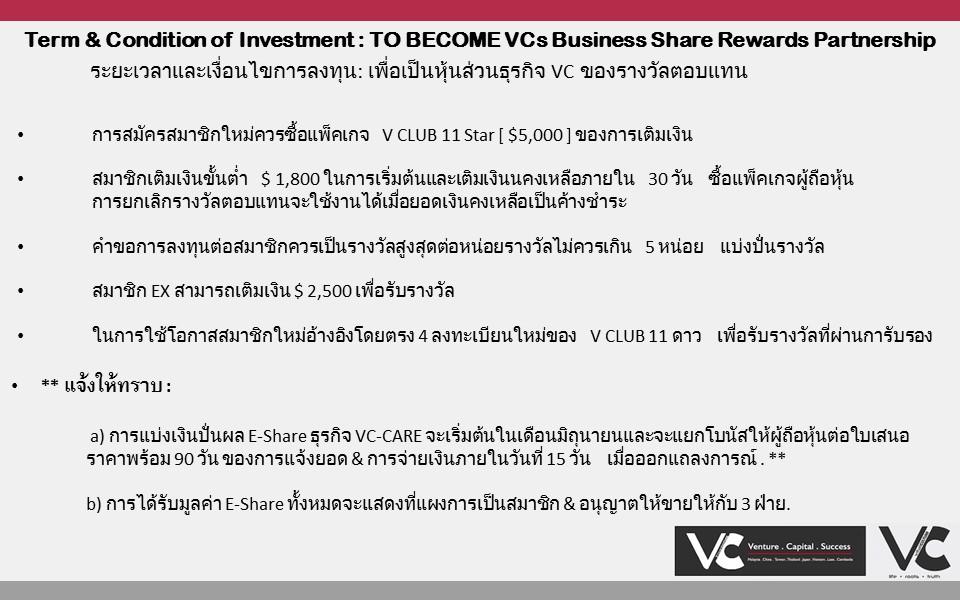 Term & Condition of Investment : TO BECOME VCs Business Share Rewards Partnership
ระยะเวลาและเงื่อนไขการลงทุน: เพื่อเป็นหุ้นส่วนธุรกิจ VC ของรางวัลตอบแทน
• การสมัครสมาชิกใหม่ควรซื้อแพ็คเกจ V CLUB 11 Star [ $5,000 ] ของการเติมเงิน
• สมาชิกเติมเงินขั้นต่ำ $ 1,800 ในการเริ่มต้นและเติมเงินนคงเหลือภายใน 30 วัน ซื้อแพ็คเกจผู้ถือหุ้น
การยกเลิกรางวัลตอบแทนจะใช้งานได้เมื่อยอดเงินคงเหลือเป็นค้างชำระ
• คำขอการลงทุนต่อสมาชิกควรเป็นรางวัลสูงสุดต่อหน่อยรางวัลไม่ควรเกิน 5 หน่อย แบ่งปั่นรางวัล
• สมาชิก EX สามารถเติมเงิน $ 2,500 เพื่อรับรางวัล
• ในการใช้โอกาสสมาชิกใหม่อ้างอิงโดยตรง 4 ลงทะเบียนใหม่ของ V CLUB 11 ดาว เพื่อรับรางวัลที่ผ่านการับรอง
• ** แจ้งให้ทราบ :
a) การแบ่งเงินปั่นผล E-Share ธุรกิจ VC-CARE จะเริ่มต้นในเดือนมิถุนายนและจะแยกโบนัสให้ผู้ถือหุ้นต่อใบเสนอ
ราคาพร้อม 90 วัน ของการแจ้งยอด & การจ่ายเงินภายในวันที่ 15 วัน เมื่อออกแถลงการณ์ . **
b) การได้รับมูลค่า E-Share ทั้งหมดจะแสดงที่แผงการเป็นสมาชิก & อนุญาตให้ขายให้กับ 3 ฝ่าย.
VC Venture . Capital . Success
VC
life • roots • truth